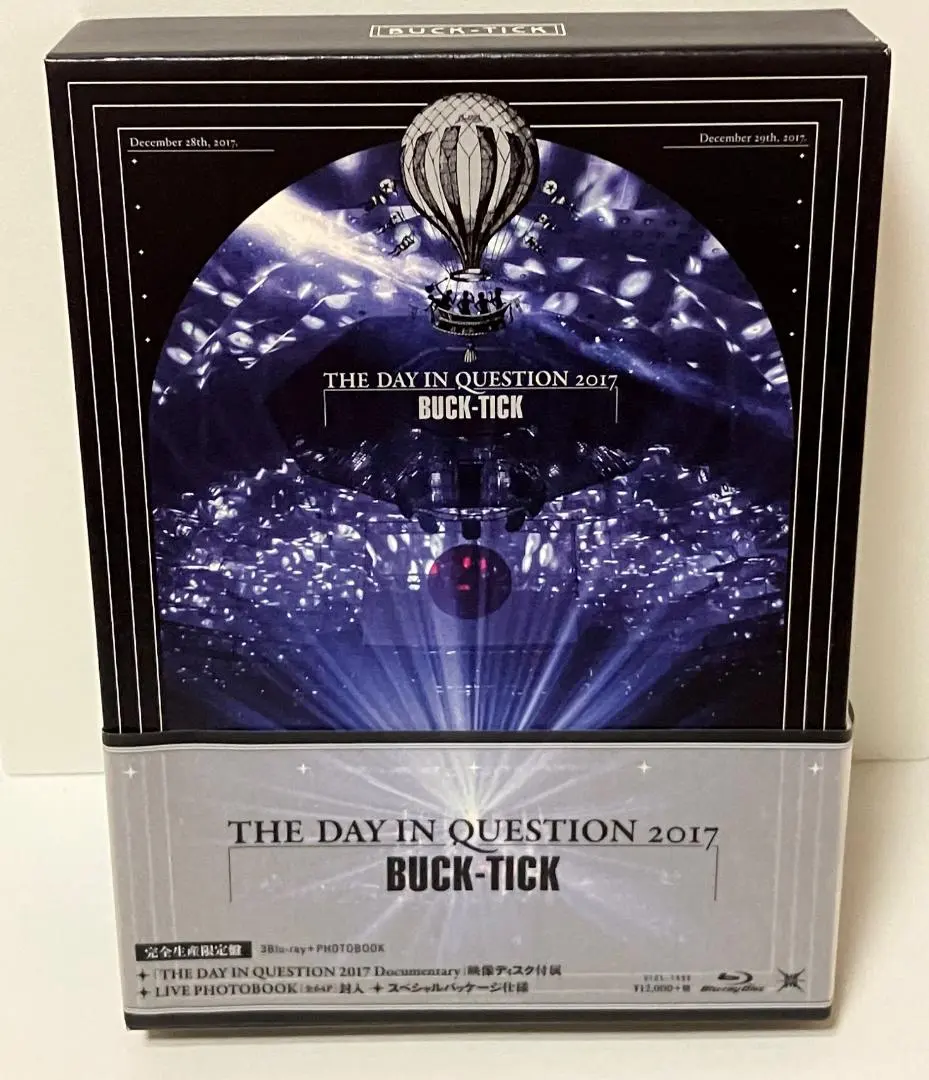 BUCK-TICK
December 28th, 2017.
December 29th, 2017.
THE DAY IN QUESTION 2017
BUCK-TICK
THE DAY IN QUESTION 2017
BUCK-TICK
完全生産限定盤 3Blu-ray+PHOTOBOOK
「THE DAY IN QUESTION 2017 Documentary」映像ディスク付属
LIVE PHOTOBOOK(全64P)封入 スペシャルパッケージ仕様
¥12,000+税
Blu-ray Disc